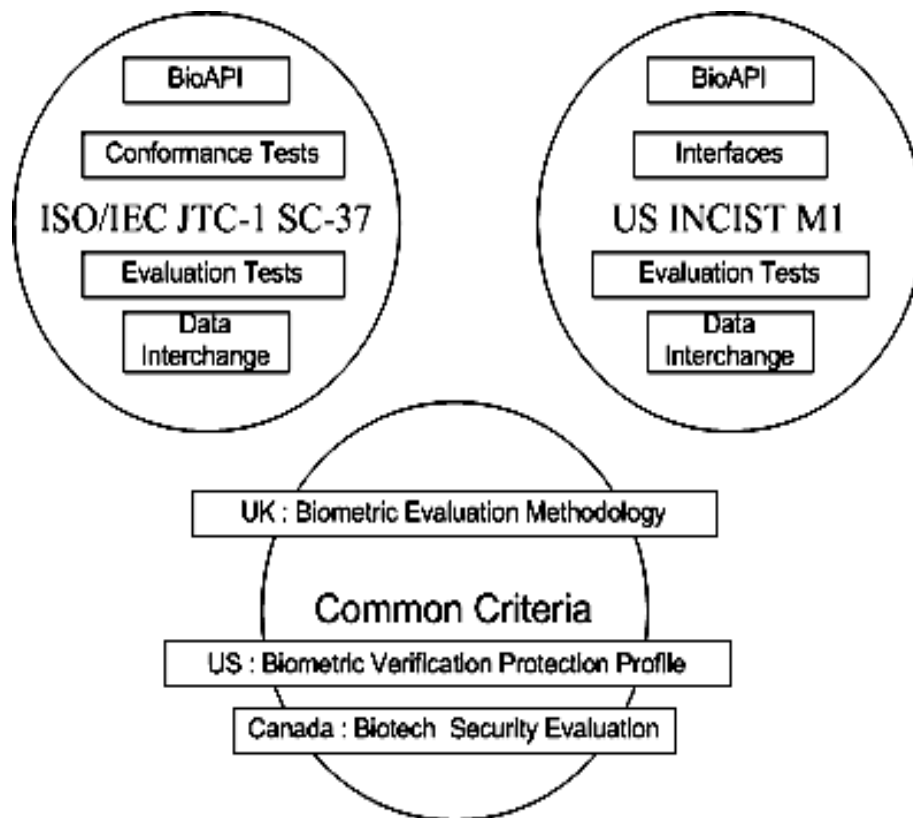 BioAPI
Conformance Tests
ISO/IEC JTC-1 SC-37
Evaluation Tests
Data
Interchange
BioAPI
Interfaces
US INCIST M1
Evaluation Tests
Data
Interchange
UK : Biometric Evaluation Methodology
Common Criteria
US : Biometric Verification Protection Profile
Canada : Biotech Security Evaluation